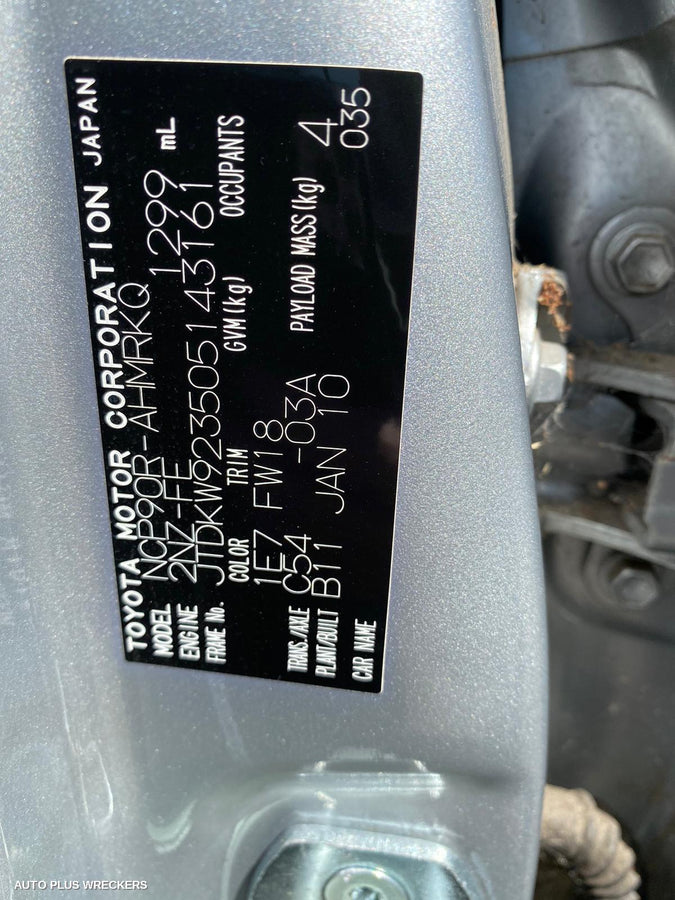 TOYOTA MOTOR CORPORATION JAPAN
MODEL NCP90R-AHMRKQ
ENGINE 2NZ-FE 1299 mL
FRAME No. JTDKW923505143161
COLOR TRIM GVM(kg) OCCUPANTS
1E7 FW18 4
TRANS./AXLE C54 -03A PAYLOAD MASS(kg) 035
PLANT/BUILT B11 JAN 10
CAR NAME
AUTO PLUS WRECKERS